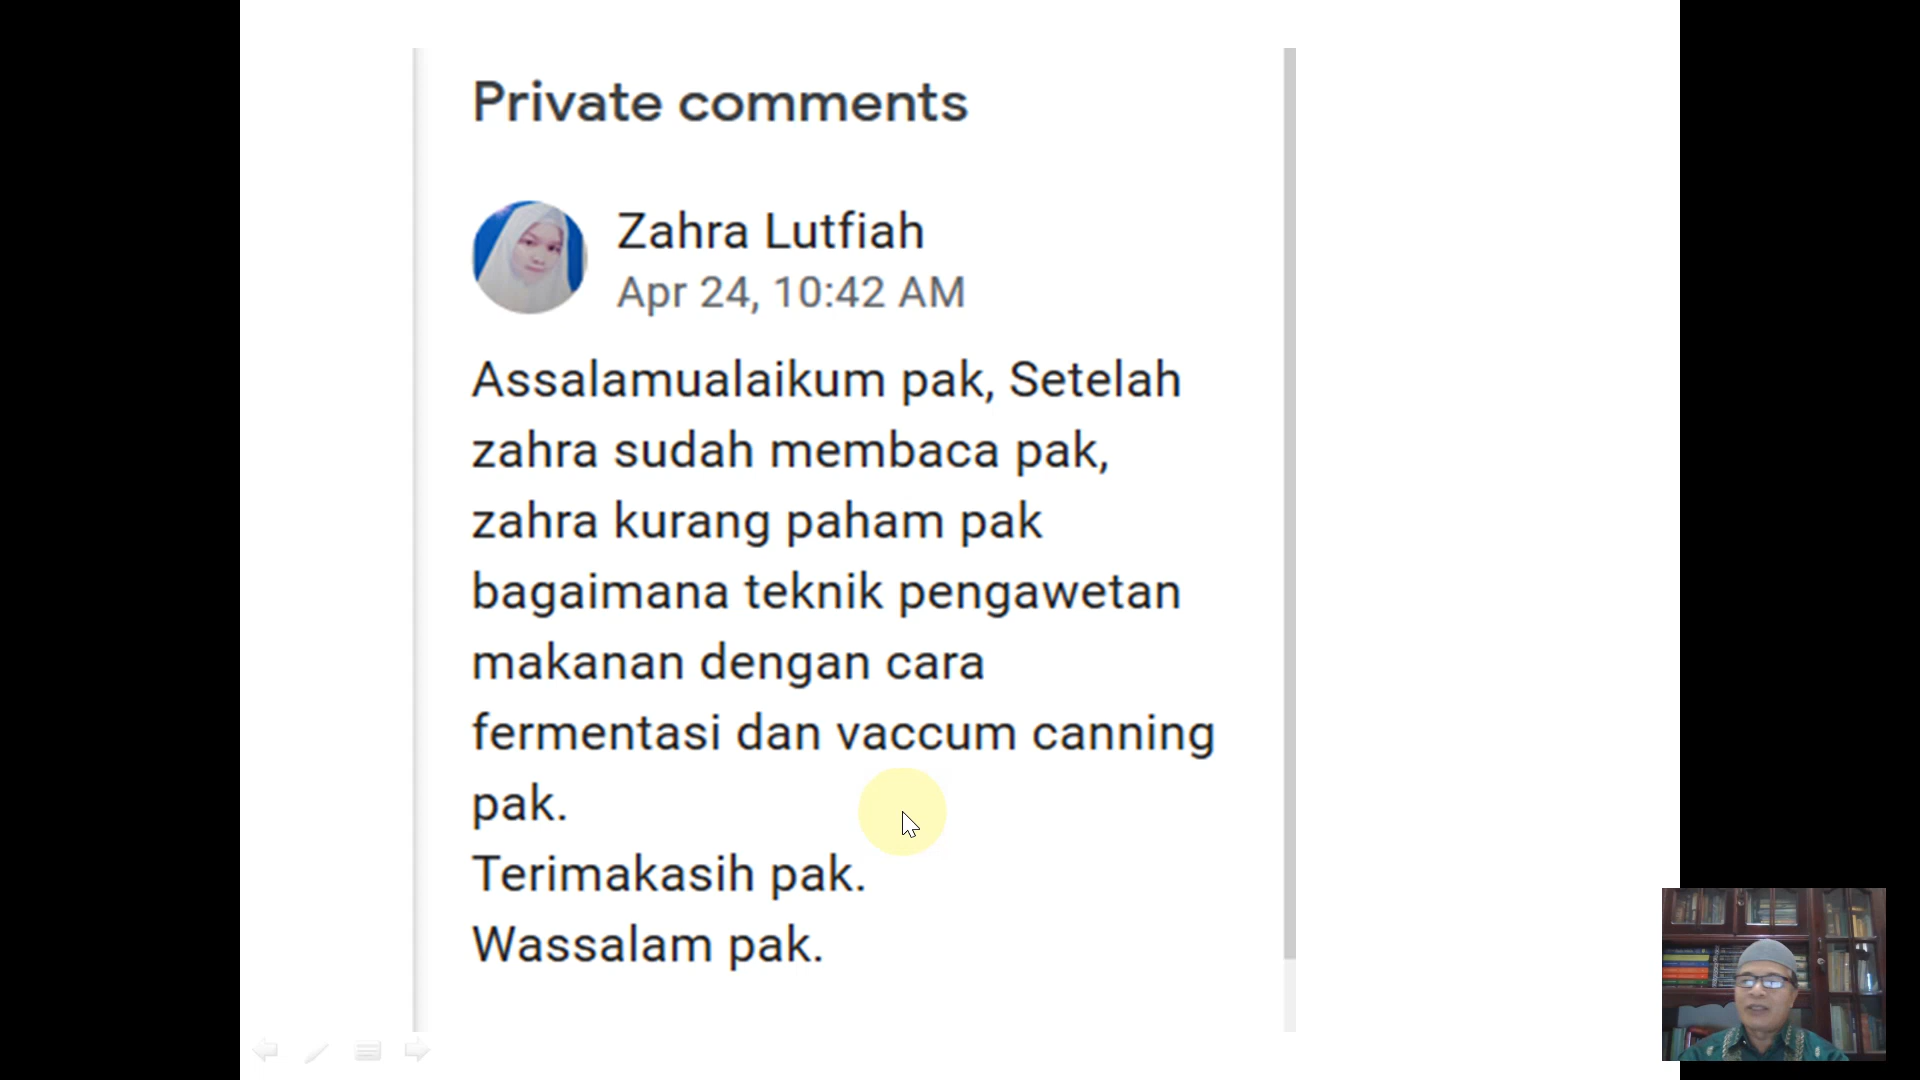 Private comments
Zahra Lutfiah
Apr 24, 10:42 AM
Assalamualaikum pak, Setelah
zahra sudah membaca pak,
zahra kurang paham pak
bagaimana teknik pengawetan
makanan dengan cara
fermentasi dan vaccum canning
pak.
Terimakasih pak.
Wassalam pak.